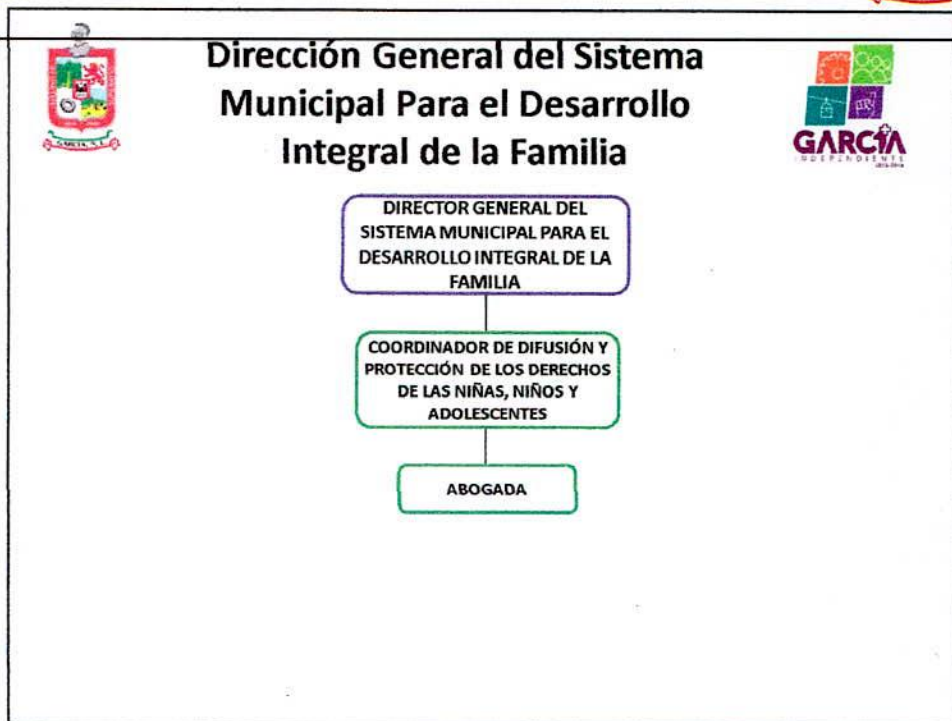 Dirección General del Sistema
Municipal Para el Desarrollo
Integral de la Familia
GARCIA, N. L.
GARCÍA
INDEPENDIENTE
DIRECTOR GENERAL DEL
SISTEMA MUNICIPAL PARA EL
DESARROLLO INTEGRAL DE LA
FAMILIA
COORDINADOR DE DIFUSIÓN Y
PROTECCIÓN DE LOS DERECHOS
DE LAS NIÑAS, NIÑOS Y
ADOLESCENTES
ABOGADA